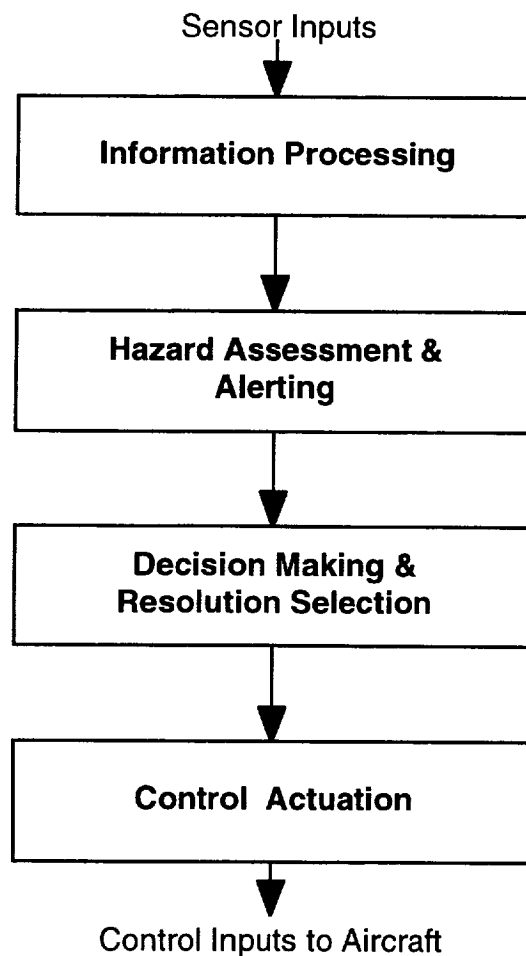 Sensor Inputs
Information Processing
Hazard Assessment &
Alerting
Decision Making &
Resolution Selection
Control Actuation
Control Inputs to Aircraft